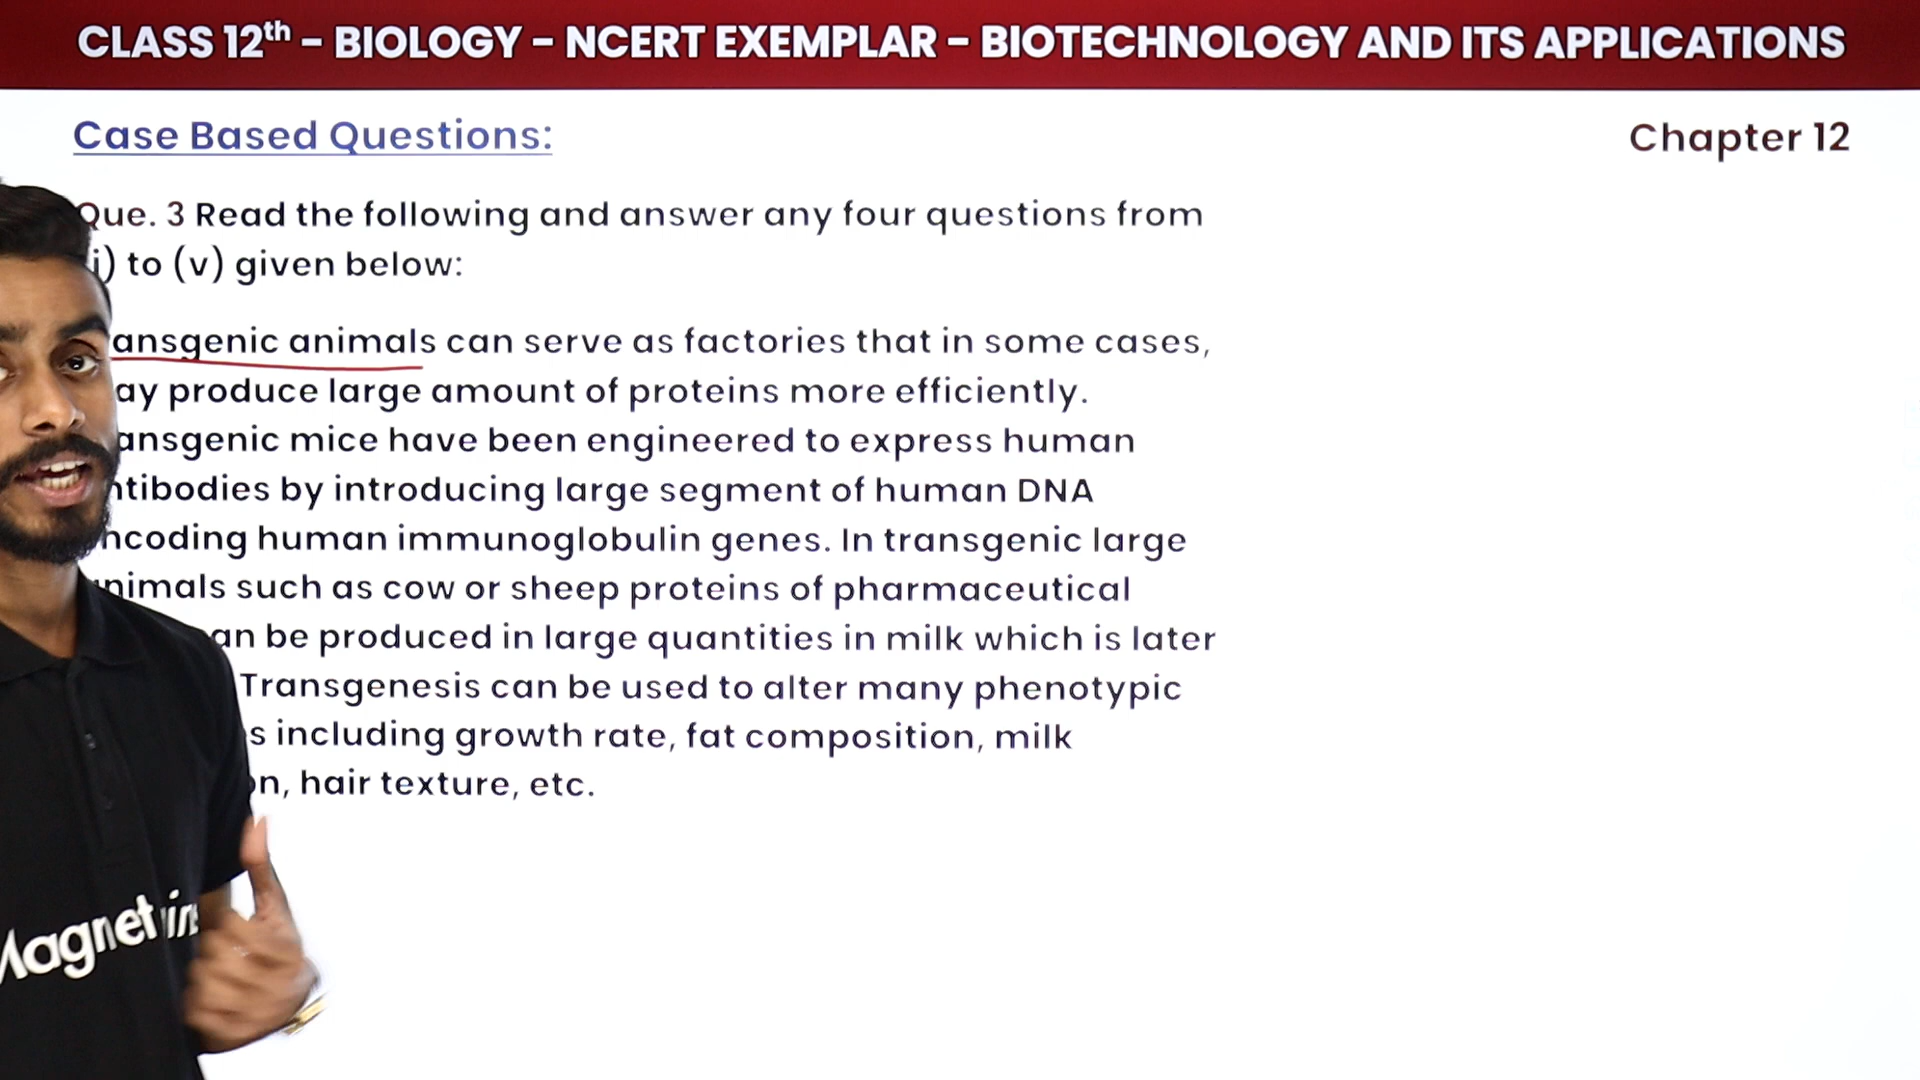 CLASS 12th – BIOLOGY – NCERT EXEMPLAR – BIOTECHNOLOGY AND ITS APPLICATIONS
Case Based Questions:
Chapter 12
Que. 3 Read the following and answer any four questions from
i) to (v) given below:
ansgenic animals can serve as factories that in some cases,
ay produce large amount of proteins more efficiently.
ansgenic mice have been engineered to express human
ntibodies by introducing large segment of human DNA
ncoding human immunoglobulin genes. In transgenic large
nimals such as cow or sheep proteins of pharmaceutical
an be produced in large quantities in milk which is later
Transgenesis can be used to alter many phenotypic
s including growth rate, fat composition, milk
on, hair texture, etc.
Magnet